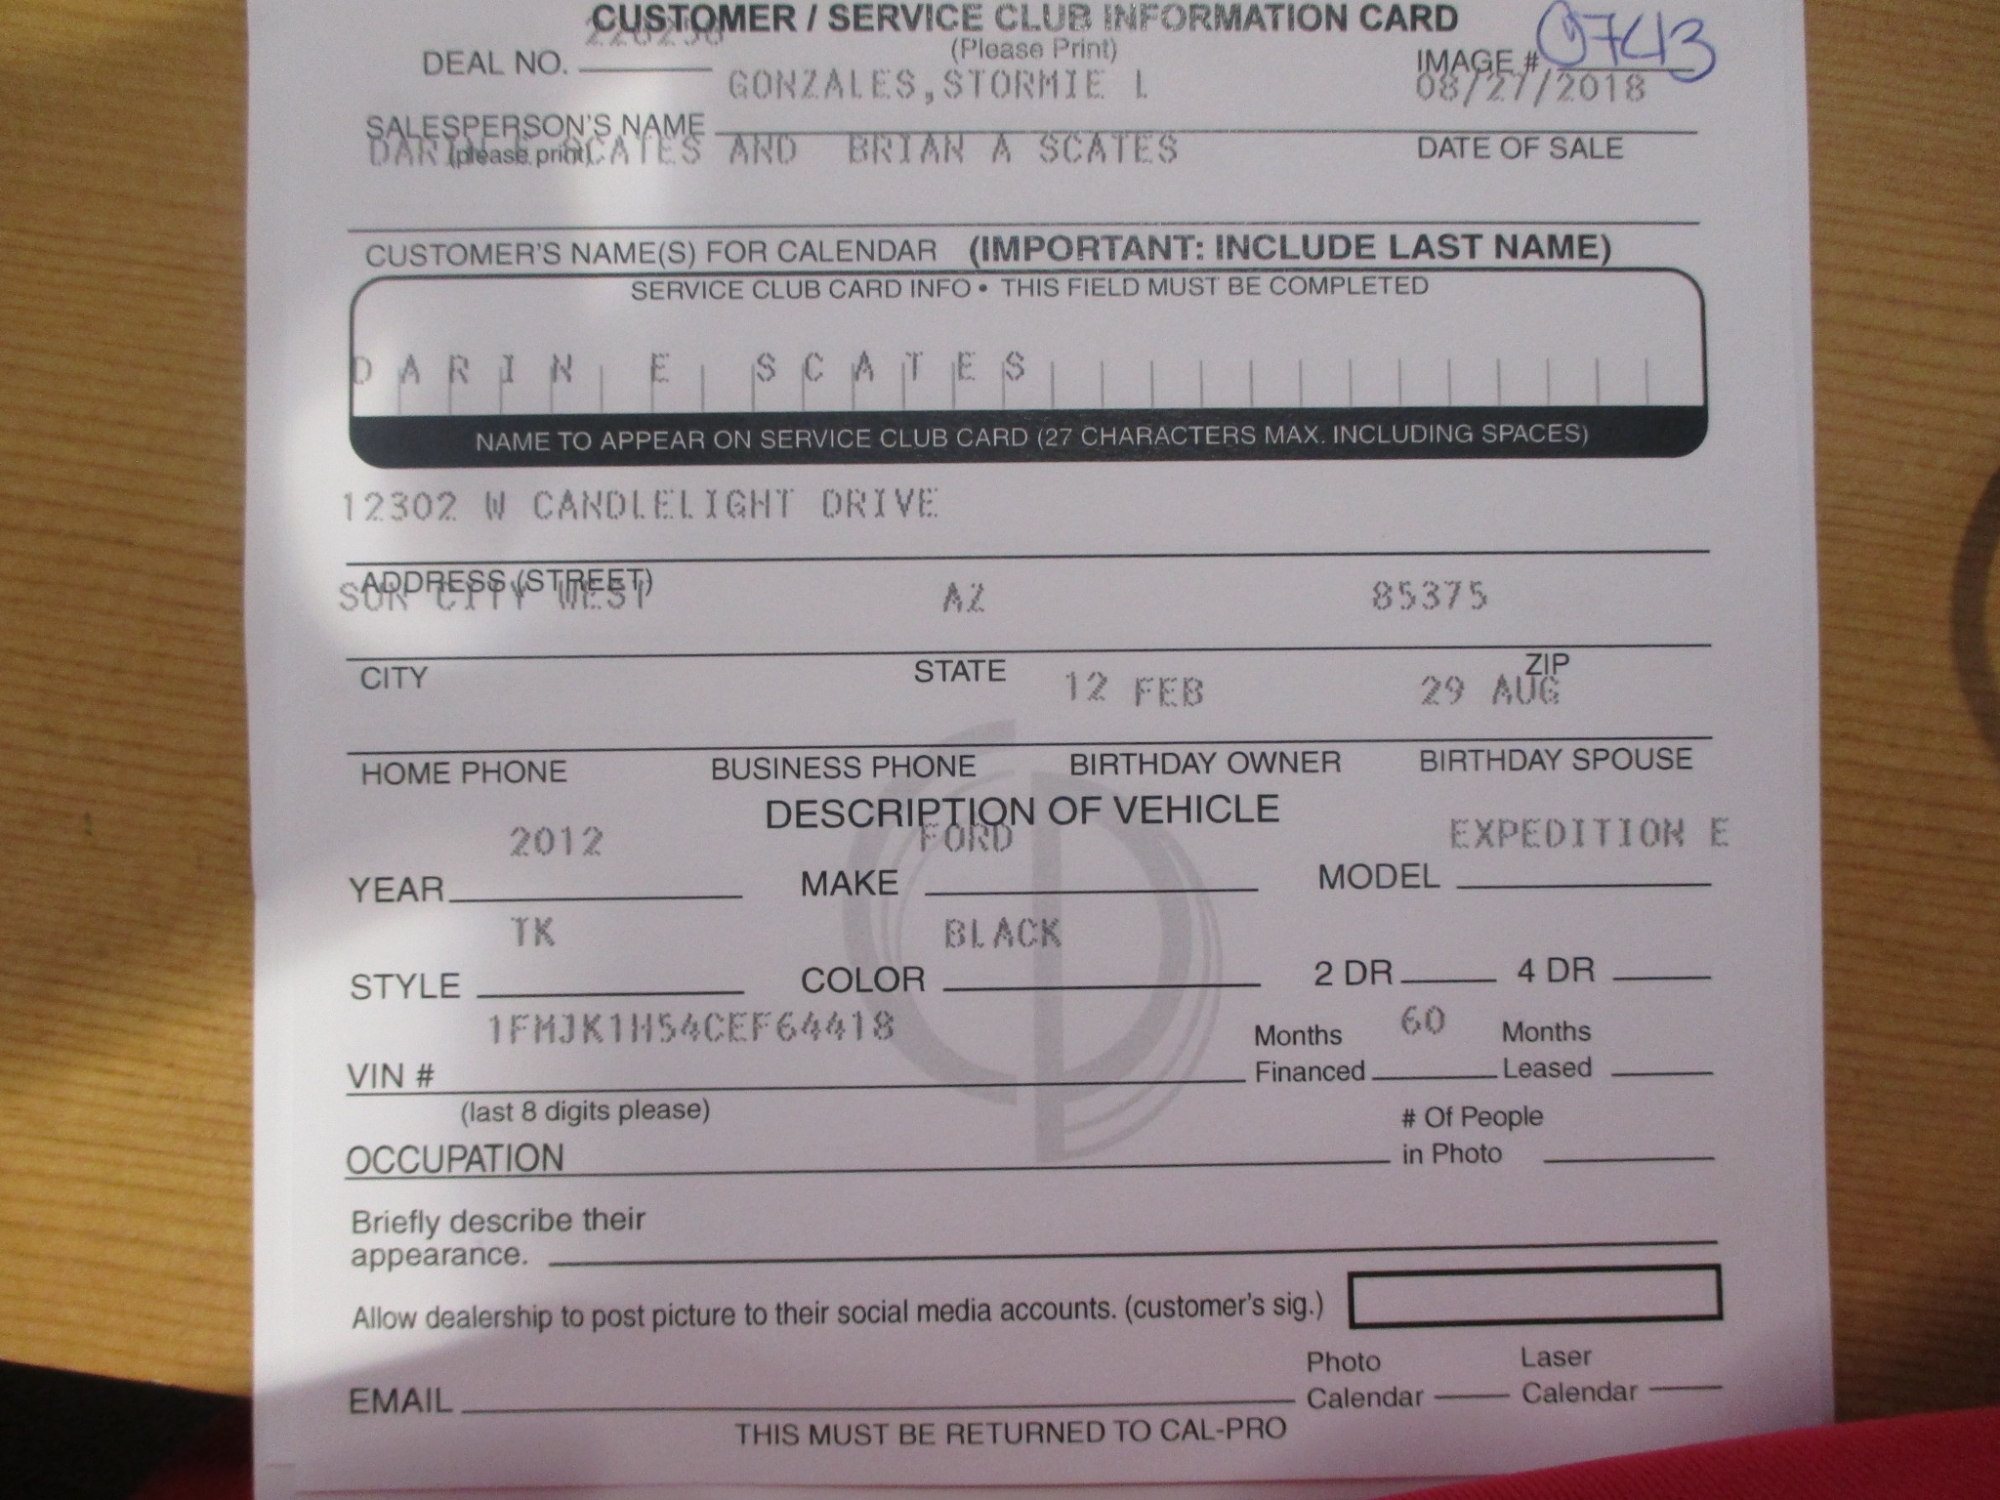 CUSTOMER / SERVICE CLUB INFORMATION CARD
(Please Print)
DEAL NO.
IMAGE # 0743
GONZALES,STORMIE L
08/27/2018
SALESPERSON'S NAME
(please print)
DATE OF SALE
DARIN E SCATES AND BRIAN A SCATES
CUSTOMER'S NAME(S) FOR CALENDAR (IMPORTANT: INCLUDE LAST NAME)
SERVICE CLUB CARD INFO • THIS FIELD MUST BE COMPLETED
DARIN E SCATES
NAME TO APPEAR ON SERVICE CLUB CARD (27 CHARACTERS MAX. INCLUDING SPACES)
12302 W CANDLELIGHT DRIVE
ADDRESS (STREET)
SUN CITY WEST AZ 85375
CITY STATE ZIP
12 FEB 29 AUG
HOME PHONE BUSINESS PHONE BIRTHDAY OWNER BIRTHDAY SPOUSE
DESCRIPTION OF VEHICLE
2012 FORD EXPEDITION E
YEAR MAKE MODEL
TK BLACK
STYLE COLOR 2 DR 4 DR
1FMJK1H54CEF64418
Months 60 Months
VIN # Financed Leased
(last 8 digits please)
# Of People
OCCUPATION in Photo
Briefly describe their
appearance.
Allow dealership to post picture to their social media accounts. (customer's sig.)
Photo Laser
EMAIL Calendar Calendar
THIS MUST BE RETURNED TO CAL-PRO